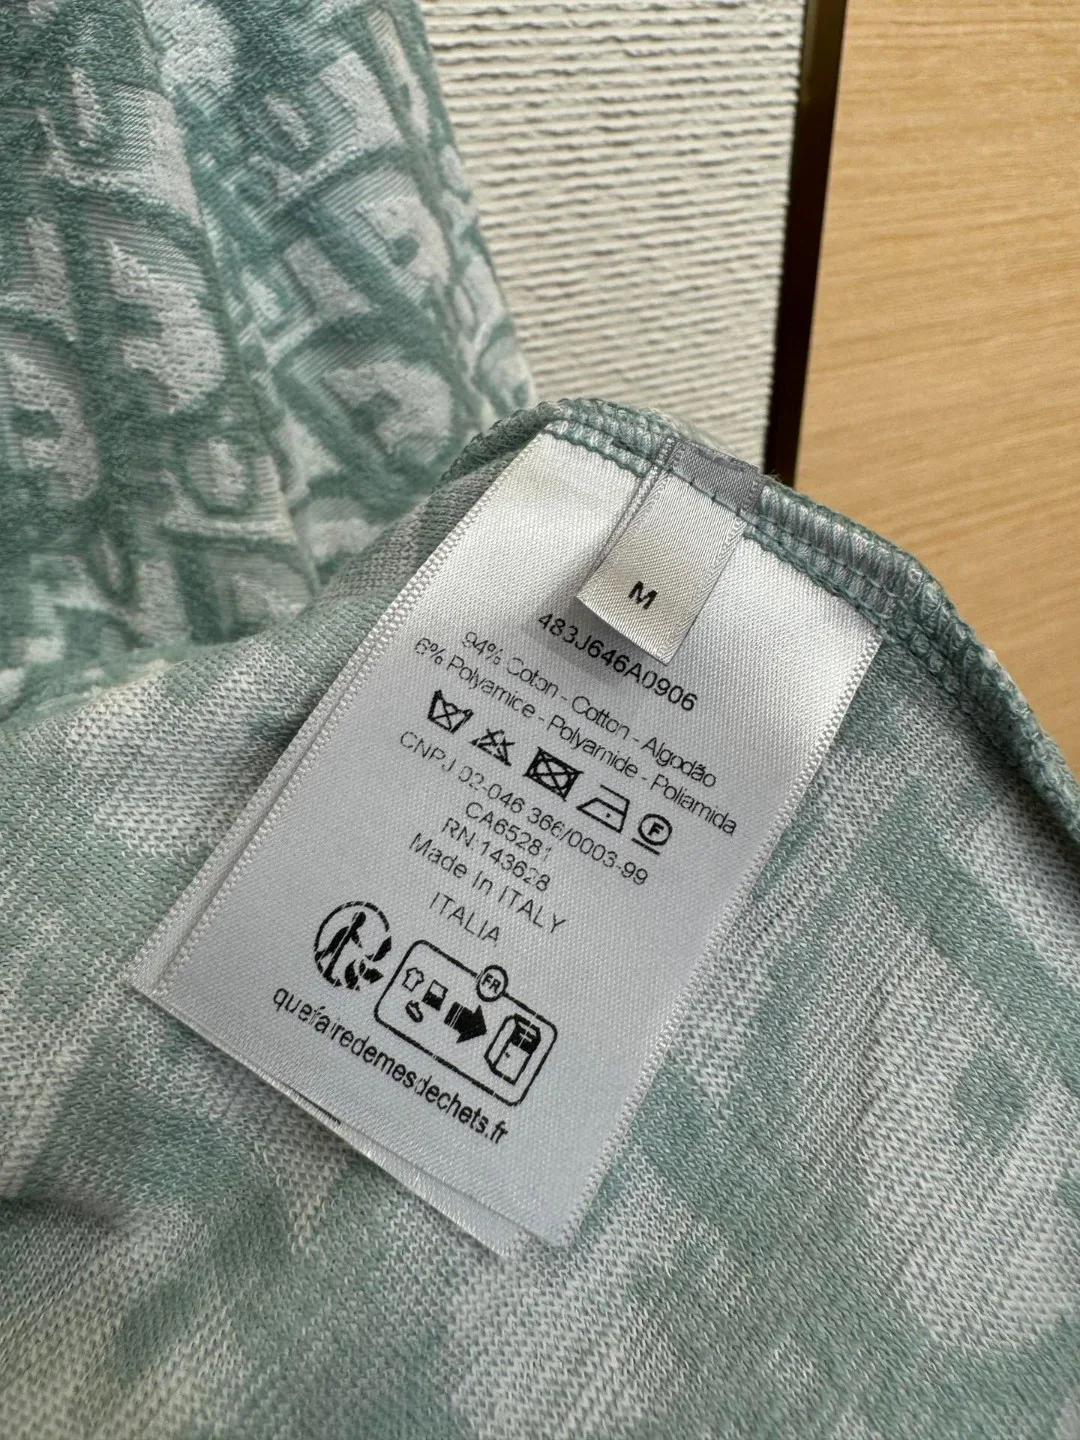 M
483J646A0906
94% Coton - Cotton - Algodão
6% Polyamice - Polyamide - Poliamida
F
CNPJ 02-046 366/0003-99
CA65281
RN 143628
Made In ITALY
ITALIA
FR
quefairedemesdechets.fr